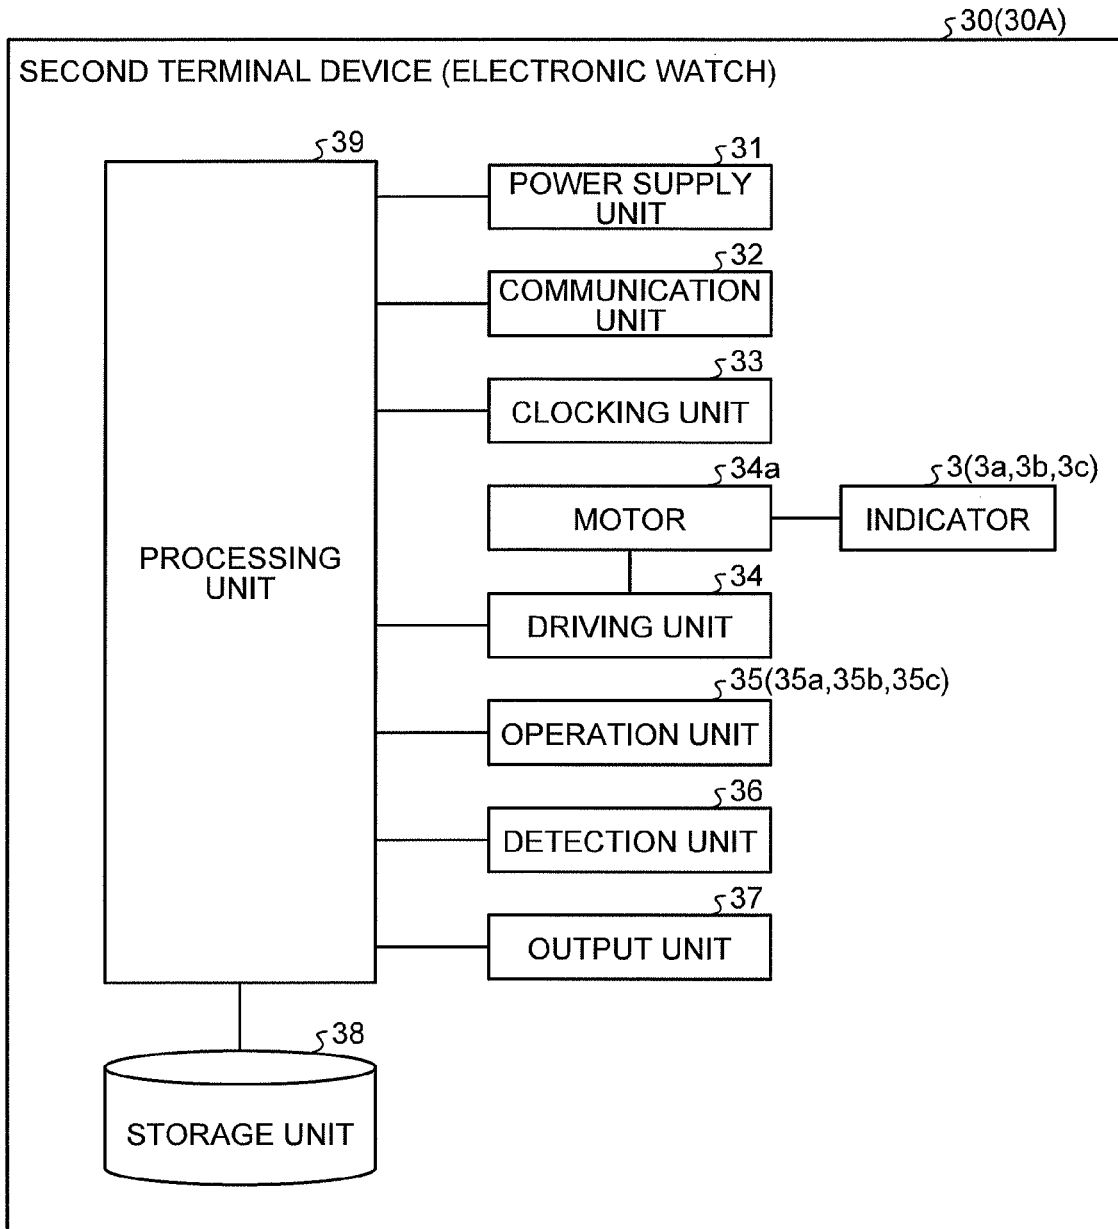 30(30A)
SECOND TERMINAL DEVICE (ELECTRONIC WATCH)
39
PROCESSING
UNIT
31
POWER SUPPLY
UNIT
32
COMMUNICATION
UNIT
33
CLOCKING UNIT
34a
MOTOR
3(3a,3b,3c)
INDICATOR
34
DRIVING UNIT
35(35a,35b,35c)
OPERATION UNIT
36
DETECTION UNIT
37
OUTPUT UNIT
38
STORAGE UNIT